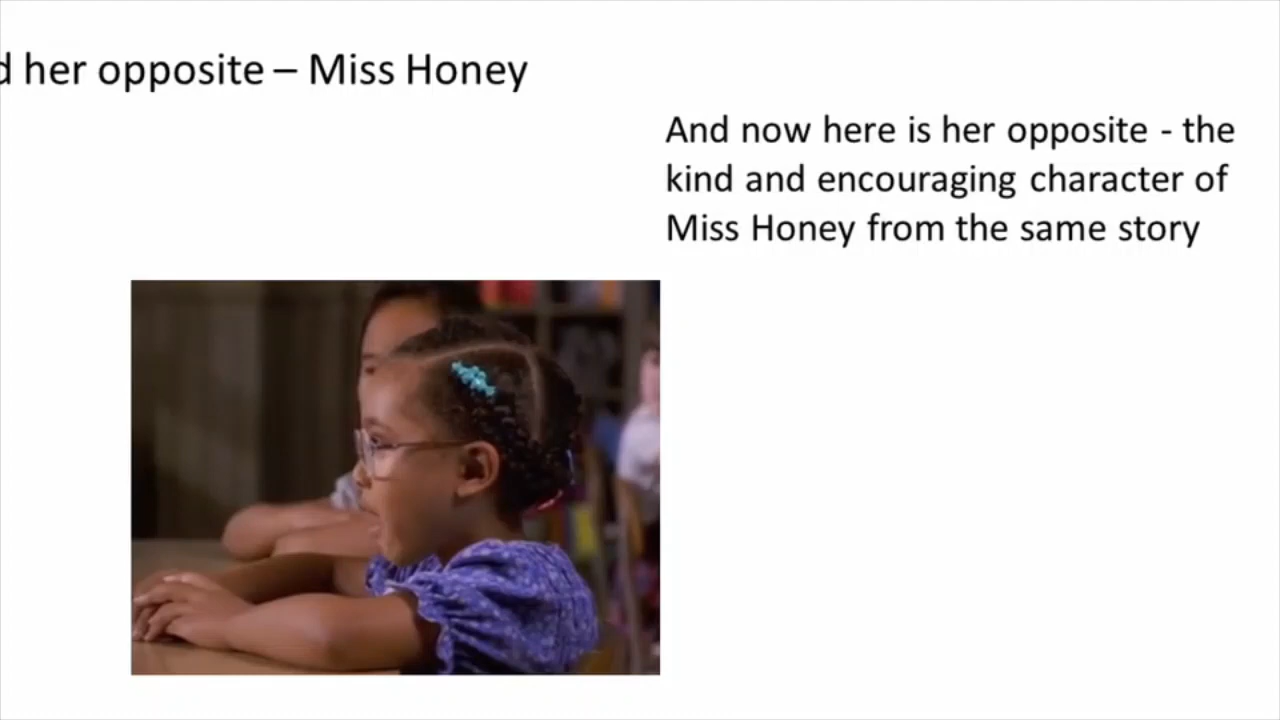 d her opposite – Miss Honey
And now here is her opposite - the
kind and encouraging character of
Miss Honey from the same story